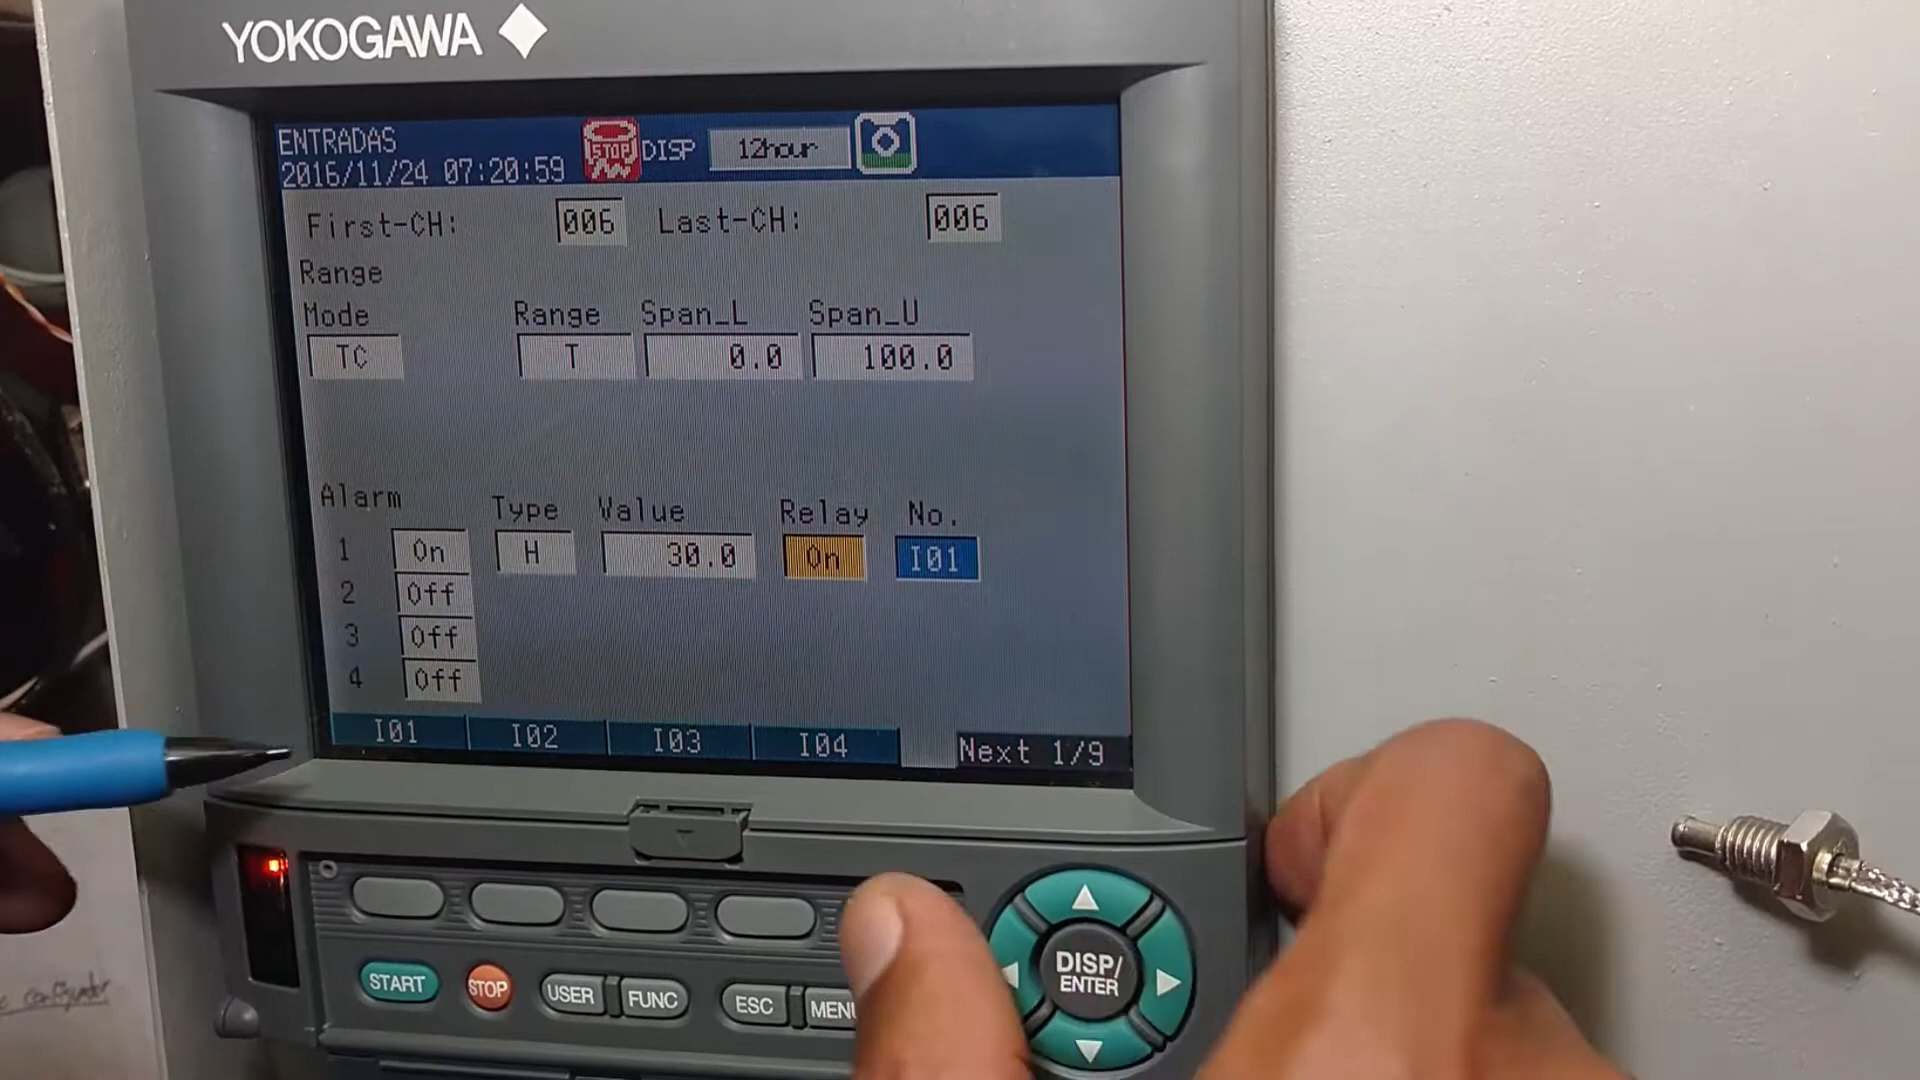 YOKOGAWA
ENTRADAS
2016/11/24 07:20:59
STOP
DISP
12hour
First-CH: 006 Last-CH: 006
Range
Mode Range Span_L Span_U
TC T 0.0 100.0
Alarm Type Value Relay No.
1 On H 30.0 On I01
2 Off
3 Off
4 Off
I01 I02 I03 I04 Next 1/9
START STOP USER FUNC ESC MENU
DISP/
ENTER